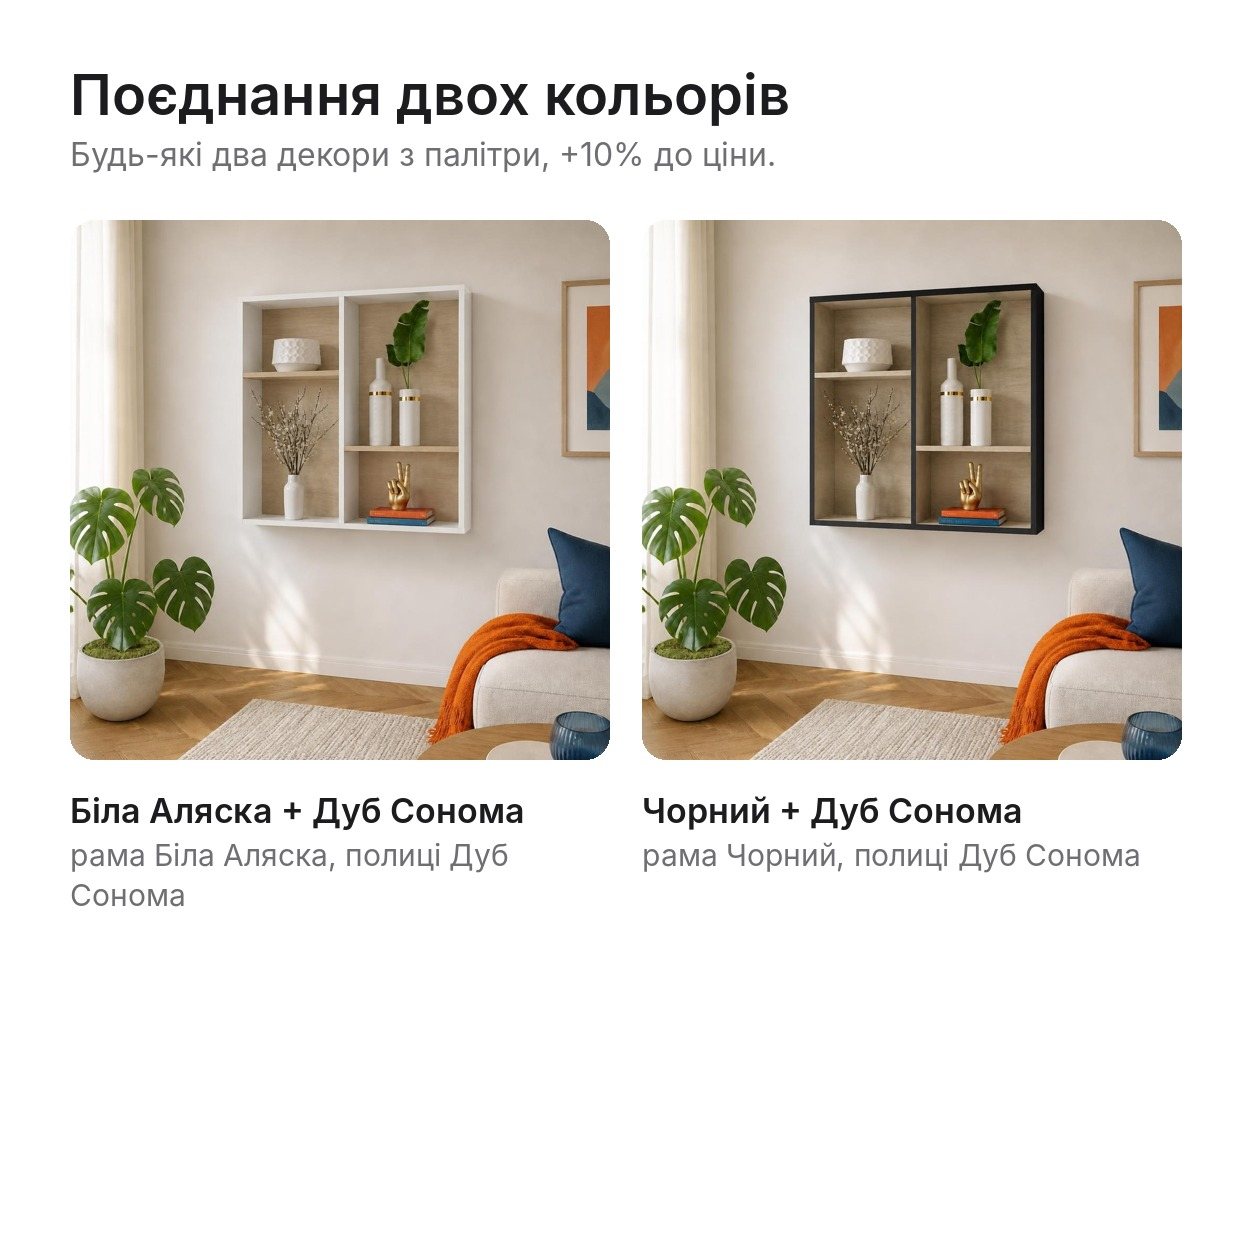 Поєднання двох кольорів
Будь-які два декори з палітри, +10% до ціни.
Біла Аляска + Дуб Сонома
рама Біла Аляска, полиці Дуб
Сонома
Чорний + Дуб Сонома
рама Чорний, полиці Дуб Сонома